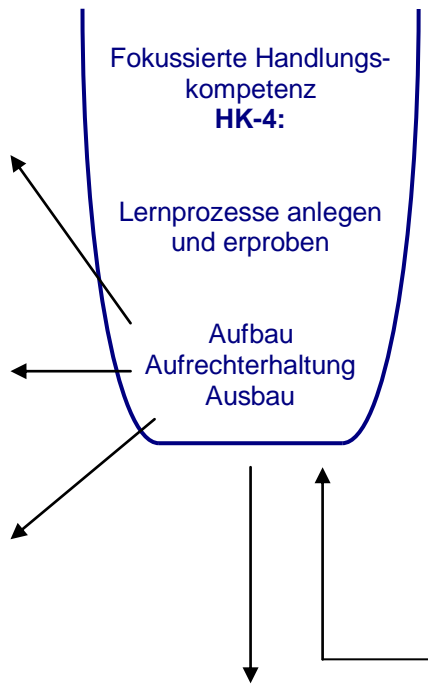 Fokussierte Handlungs-
kompetenz
HK-4:
Lernprozesse anlegen
und erproben
Aufbau
Aufrechterhaltung
Ausbau